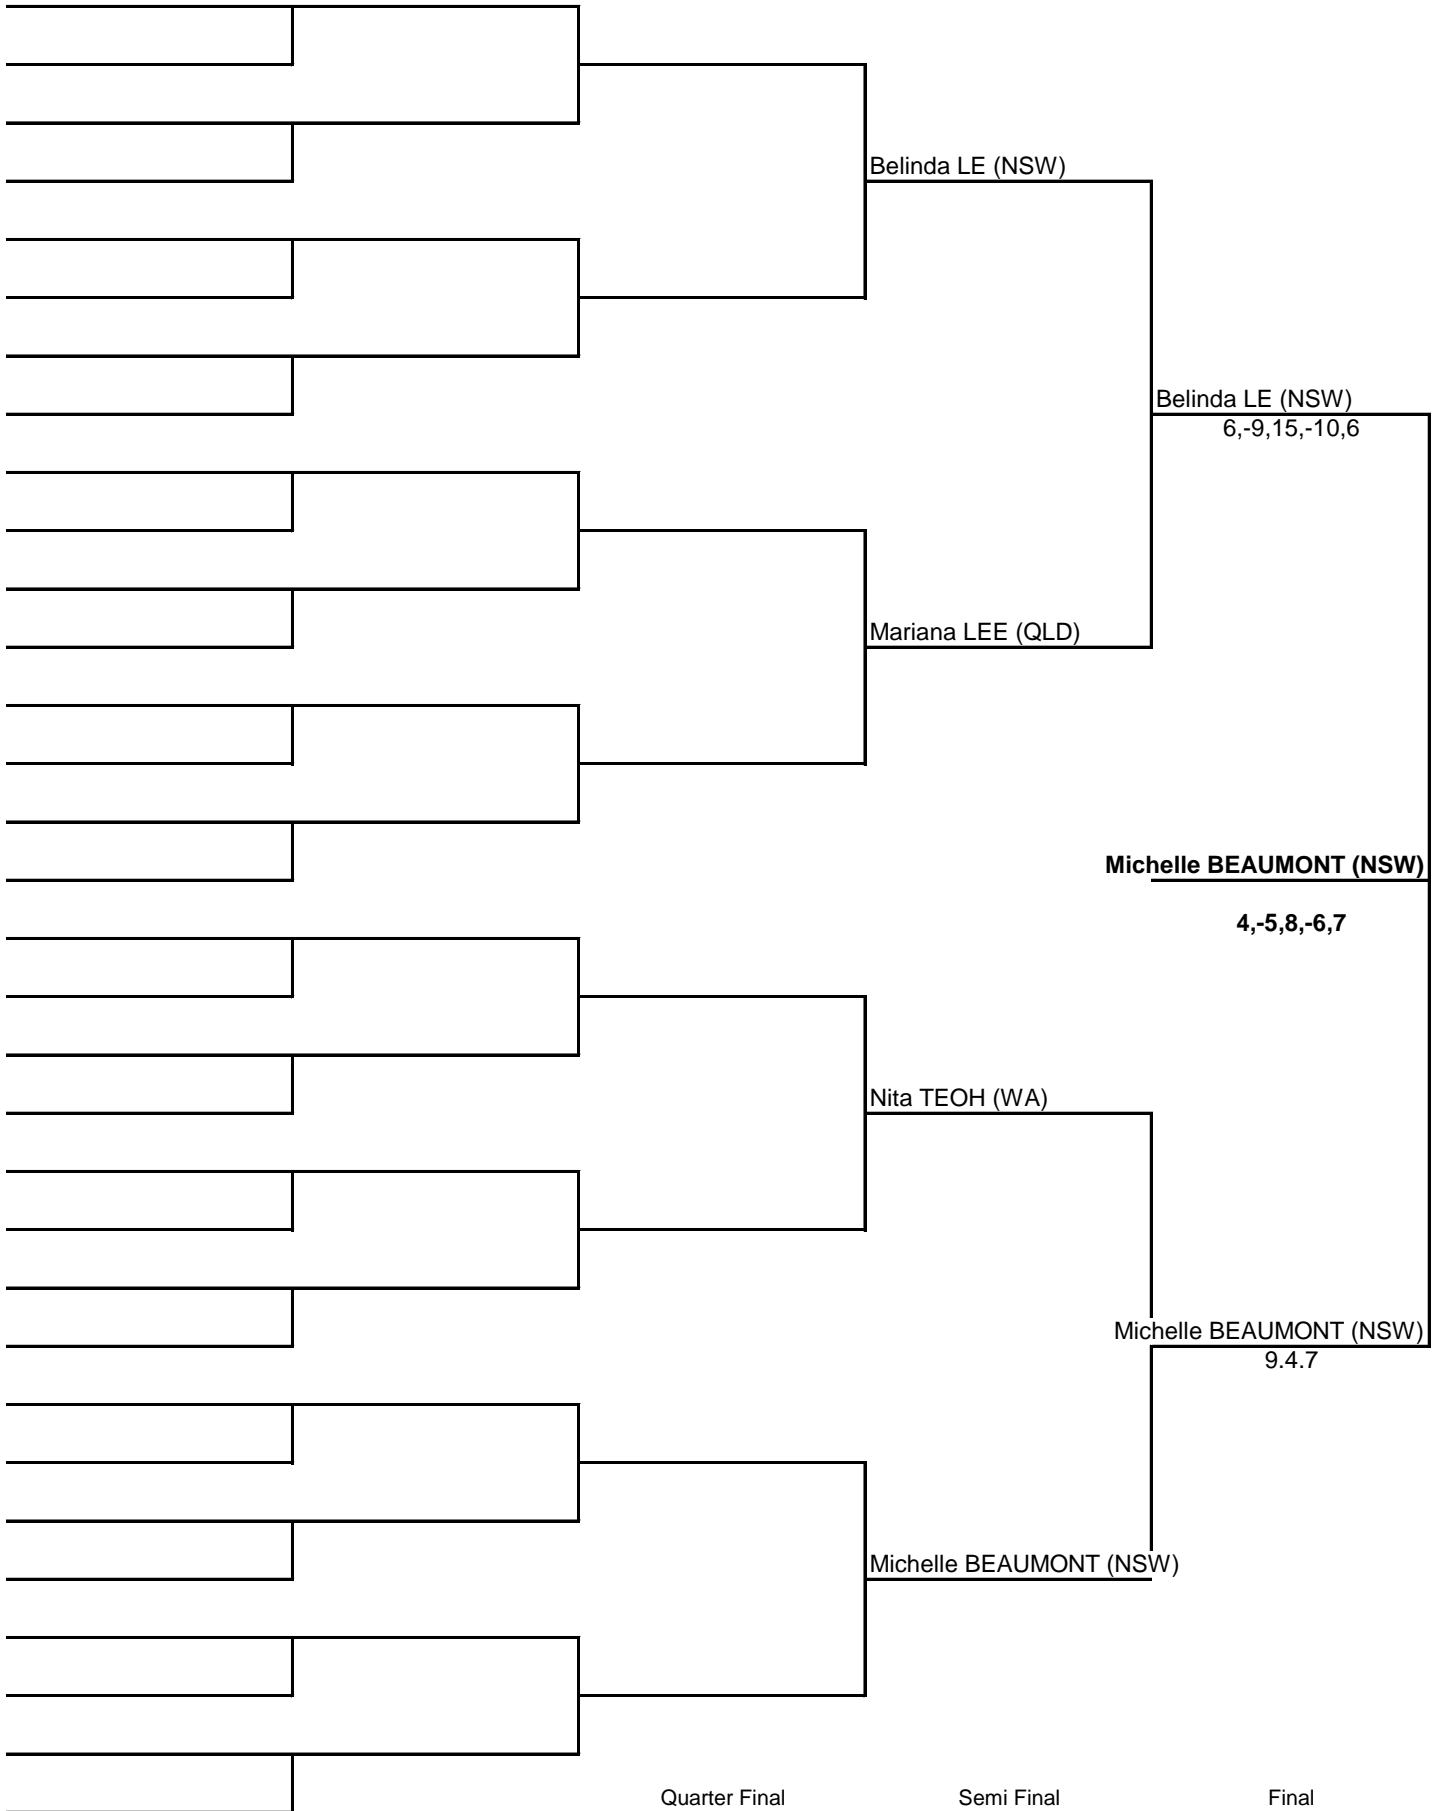 Belinda LE (NSW)
Belinda LE (NSW)
6,-9,15,-10,6
Mariana LEE (QLD)
Michelle BEAUMONT (NSW)
4,-5,8,-6,7
Nita TEOH (WA)
Michelle BEAUMONT (NSW)
9.4.7
Michelle BEAUMONT (NSW)
Quarter Final Semi Final Final